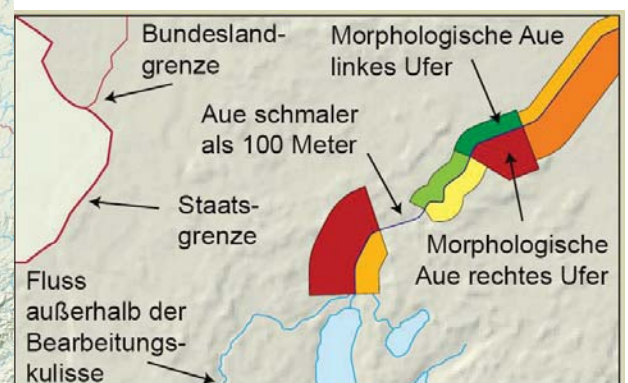 Bundesland-
grenze
Morphologische Aue
linkes Ufer
Aue schmaler
als 100 Meter
Staats-
grenze
Morphologische
Aue rechtes Ufer
Fluss
außerhalb der
Bearbeitungs-
kulisse